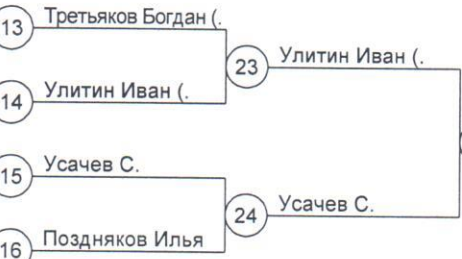 13 Третьяков Богдан (.
23 Улитин Иван (.
14 Улитин Иван (.
15 Усачев С.
24 Усачев С.
16 Поздняков Илья